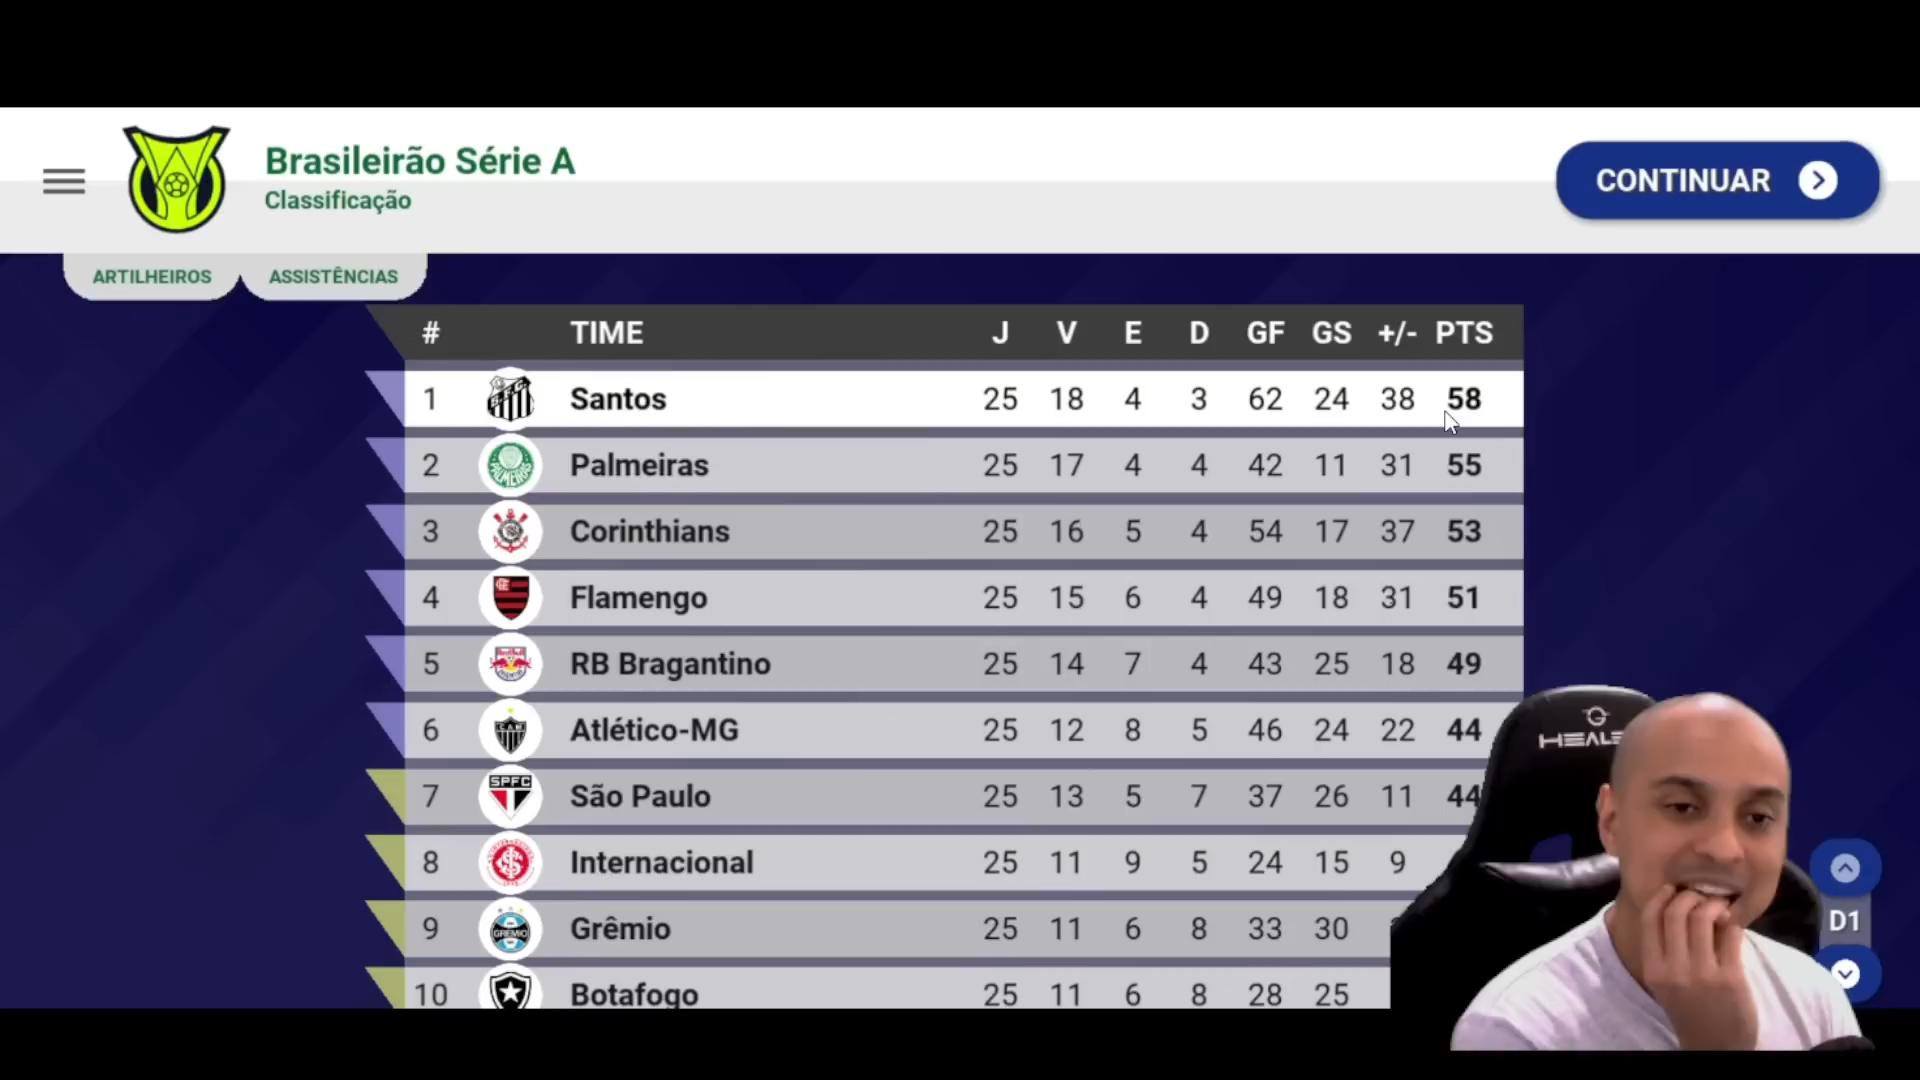 Brasileirão Série A
Classificação
CONTINUAR
ARTILHEIROS ASSISTÊNCIAS
# TIME J V E D GF GS +/- PTS
1 Santos 25 18 4 3 62 24 38 58
2 Palmeiras 25 17 4 4 42 11 31 55
3 Corinthians 25 16 5 4 54 17 37 53
4 Flamengo 25 15 6 4 49 18 31 51
5 RB Bragantino 25 14 7 4 43 25 18 49
6 Atlético-MG 25 12 8 5 46 24 22 44
7 SPFC São Paulo 25 13 5 7 37 26 11 44
8 Internacional 25 11 9 5 24 15 9
9 GRÊMIO Grêmio 25 11 6 8 33 30
10 Botafogo 25 11 6 8 28 25
D1